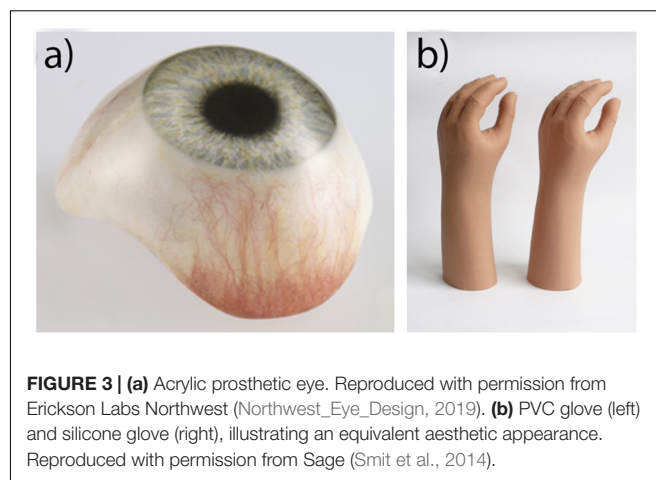 a)
b)
FIGURE 3 | (a) Acrylic prosthetic eye. Reproduced with permission from
Erickson Labs Northwest (Northwest_Eye_Design, 2019). (b) PVC glove (left)
and silicone glove (right), illustrating an equivalent aesthetic appearance.
Reproduced with permission from Sage (Smit et al., 2014).